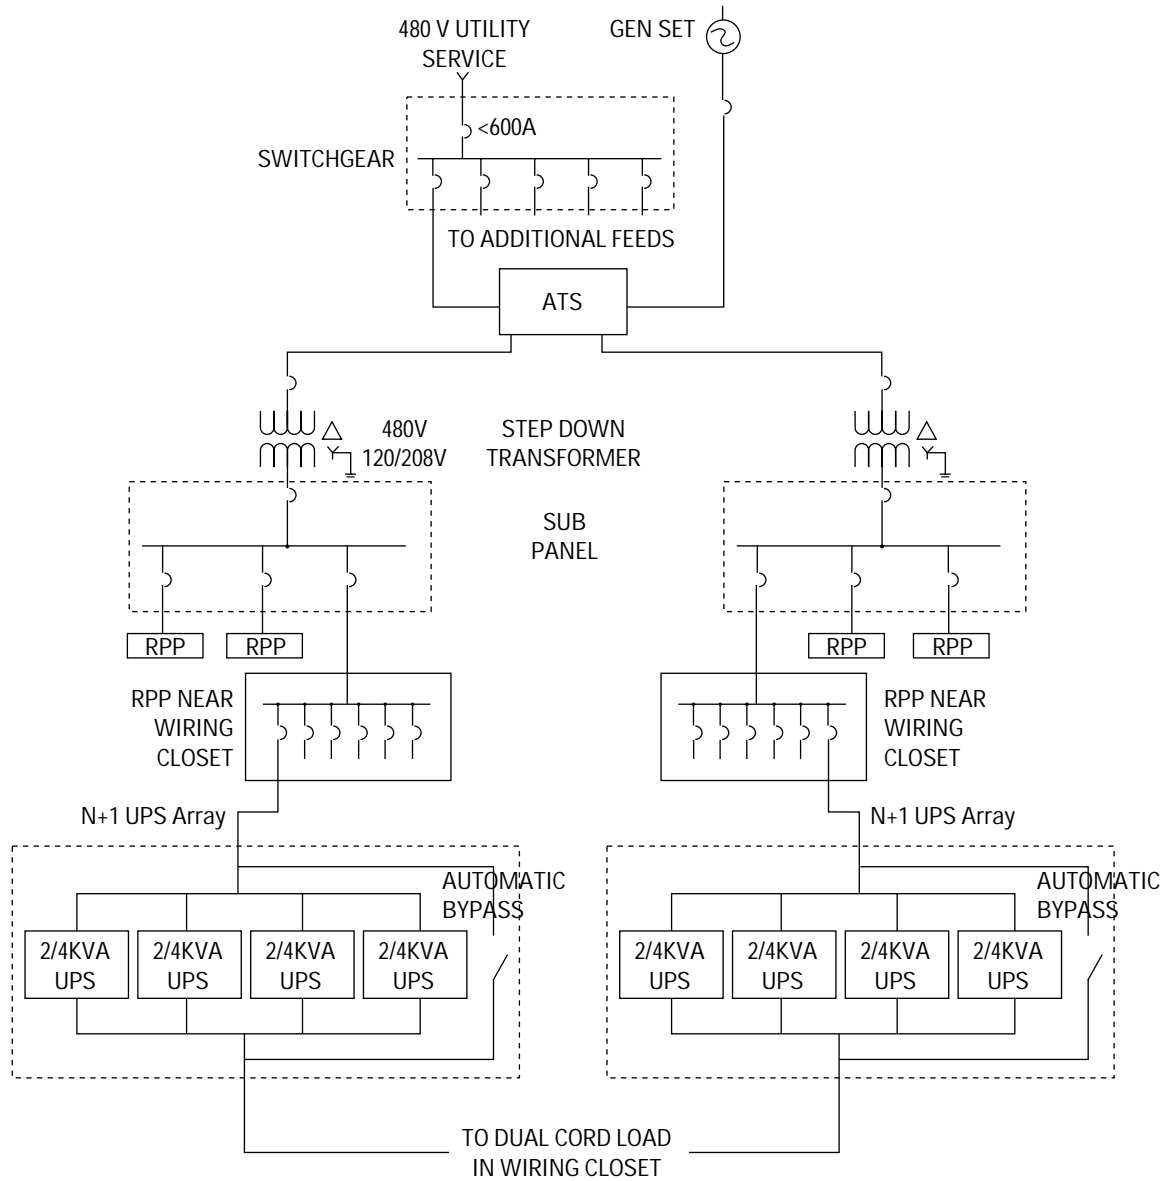 480 V UTILITY
SERVICE
GEN SET
<600A
SWITCHGEAR
TO ADDITIONAL FEEDS
ATS
480V
120/208V
STEP DOWN
TRANSFORMER
SUB
PANEL
RPP
RPP
RPP
RPP
RPP NEAR
WIRING
CLOSET
RPP NEAR
WIRING
CLOSET
N+1 UPS Array
N+1 UPS Array
AUTOMATIC
BYPASS
AUTOMATIC
BYPASS
2/4KVA
UPS
2/4KVA
UPS
2/4KVA
UPS
2/4KVA
UPS
2/4KVA
UPS
2/4KVA
UPS
2/4KVA
UPS
2/4KVA
UPS
TO DUAL CORD LOAD
IN WIRING CLOSET